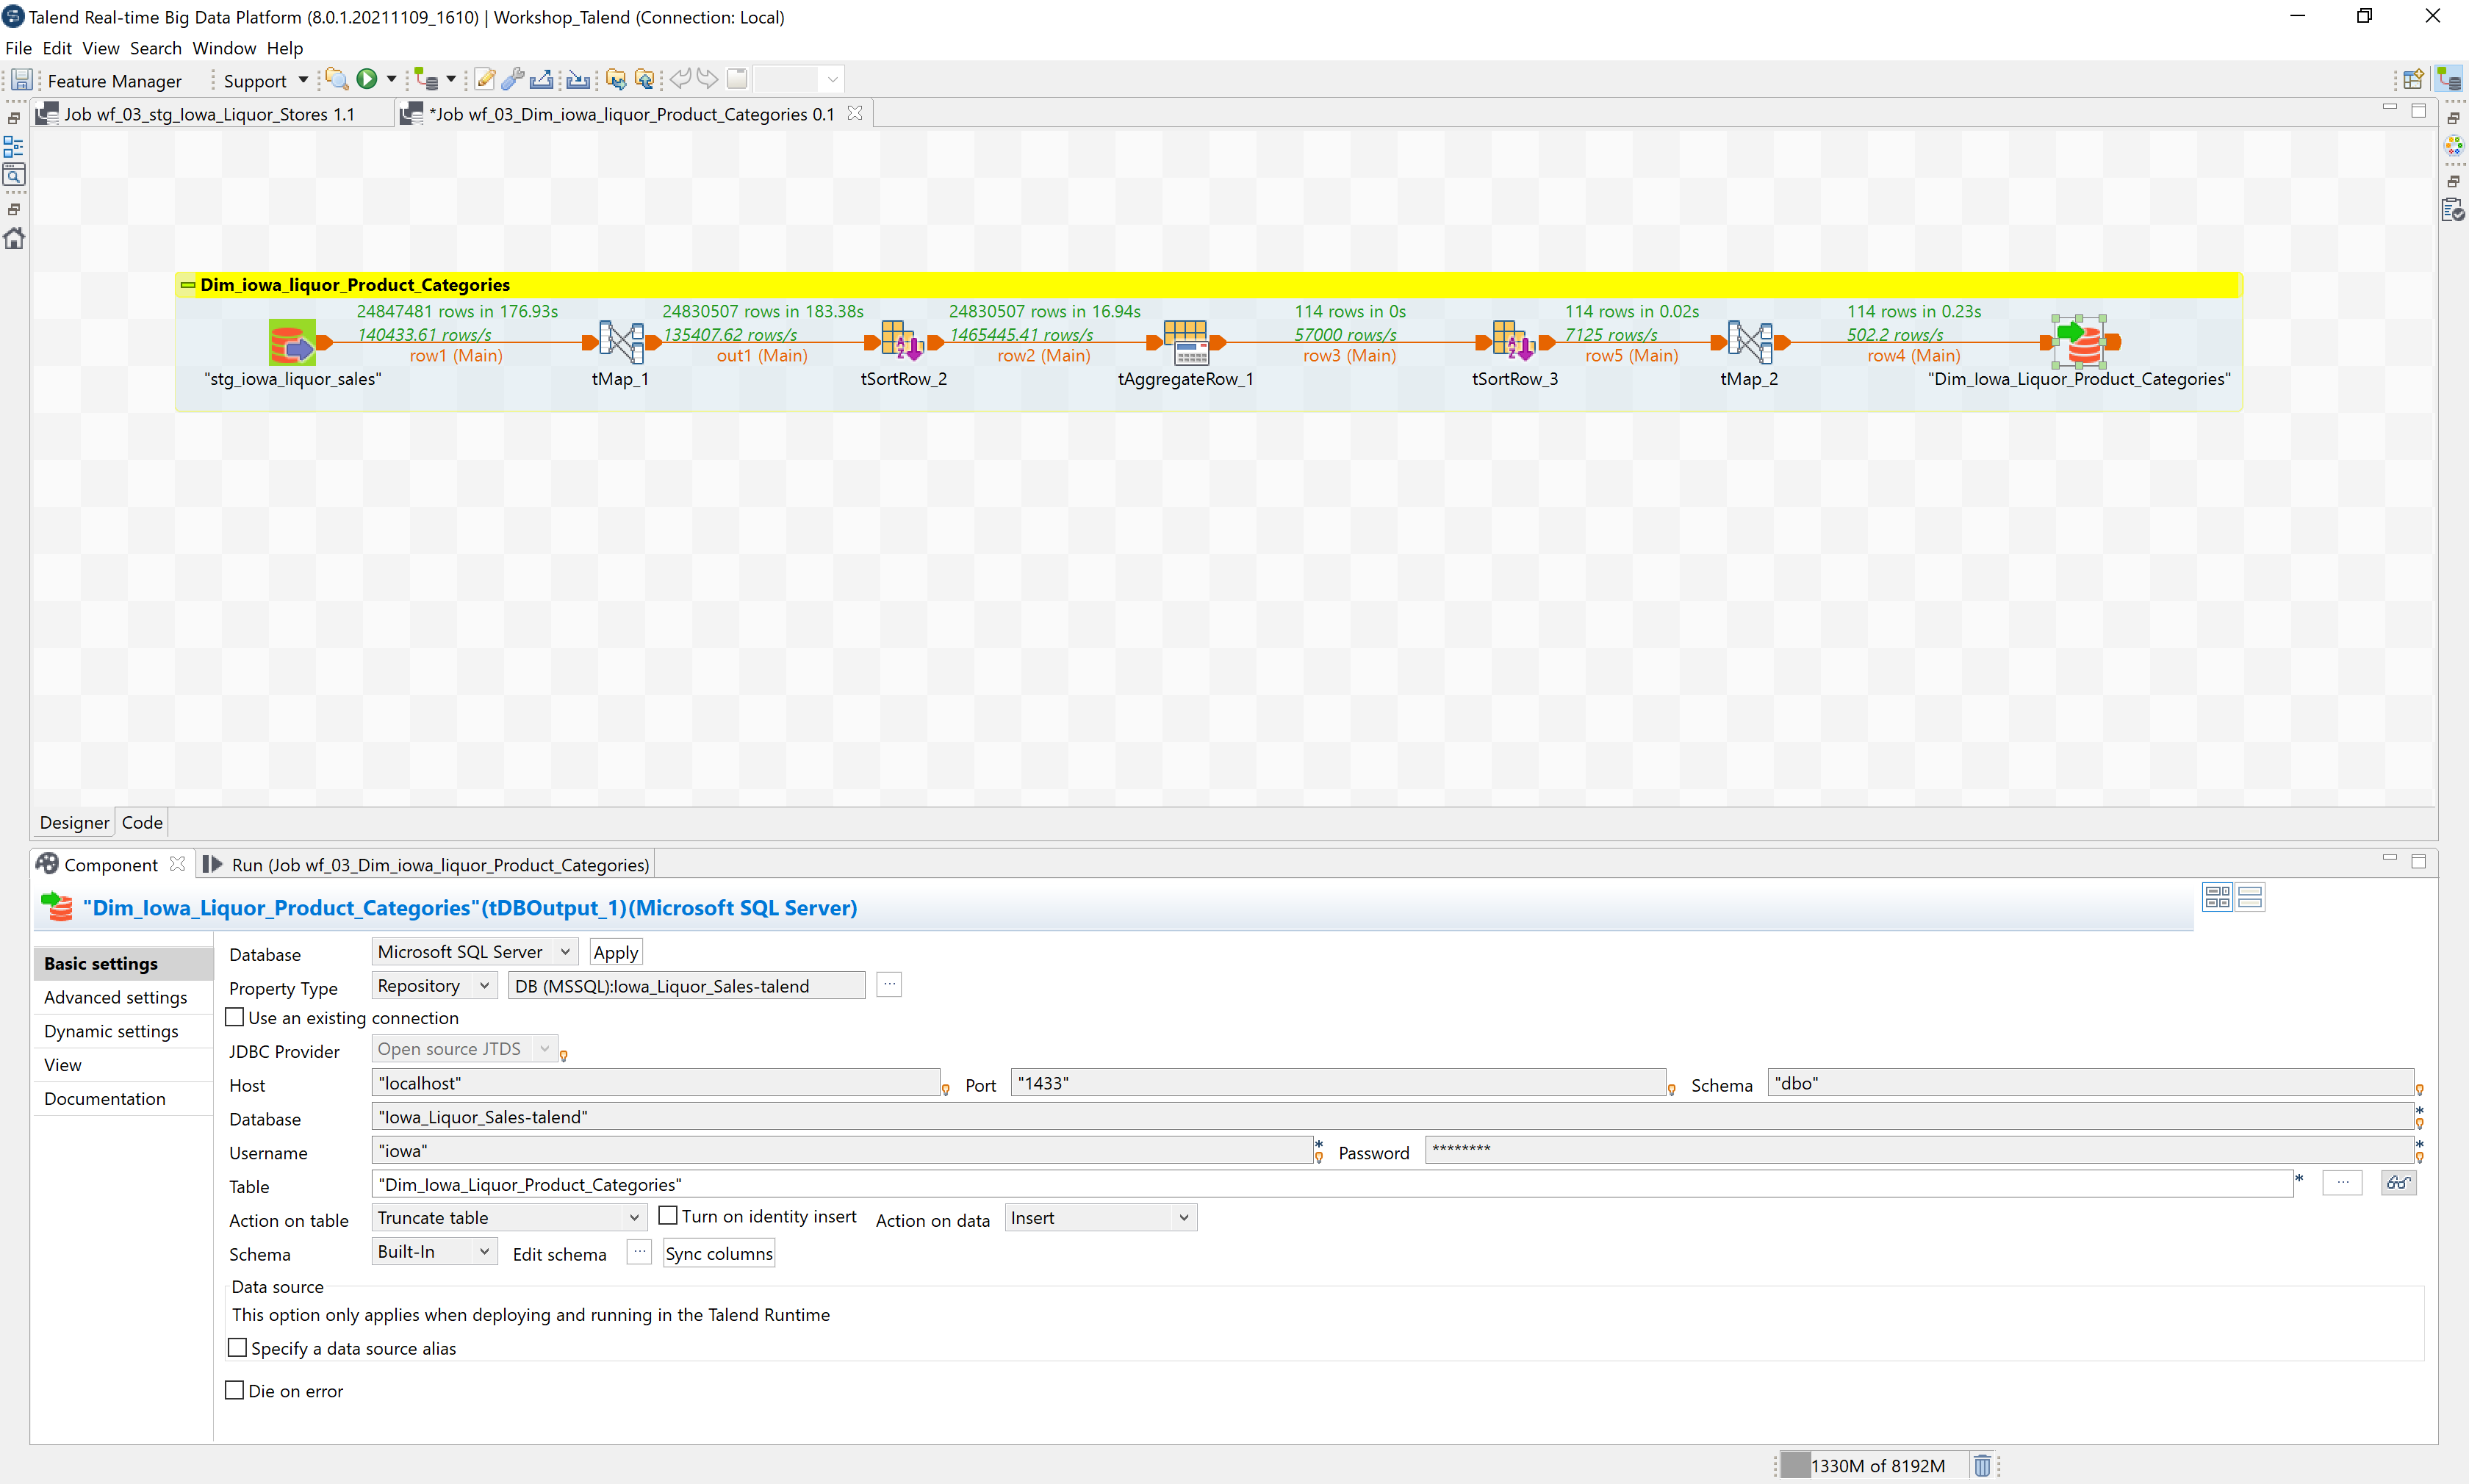 Talend Real-time Big Data Platform (8.0.1.20211109_1610) | Workshop_Talend (Connection: Local)
File Edit View Search Window Help
Feature Manager Support
Job wf_03_stg_Iowa_Liquor_Stores 1.1 *Job wf_03_Dim_iowa_liquor_Product_Categories 0.1
Dim_iowa_liquor_Product_Categories
24847481 rows in 176.93s 24830507 rows in 183.38s 24830507 rows in 16.94s 114 rows in 0s 114 rows in 0.02s 114 rows in 0.23s
140433.61 rows/s 135407.62 rows/s 1465445.41 rows/s 57000 rows/s 7125 rows/s 502.2 rows/s
row1 (Main) out1 (Main) row2 (Main) row3 (Main) row5 (Main) row4 (Main)
"stg_iowa_liquor_sales" tMap_1 tSortRow_2 tAggregateRow_1 tSortRow_3 tMap_2 "Dim_Iowa_Liquor_Product_Categories"
Designer Code
Component Run (Job wf_03_Dim_iowa_liquor_Product_Categories)
"Dim_Iowa_Liquor_Product_Categories"(tDBOutput_1)(Microsoft SQL Server)
Basic settings
Advanced settings
Dynamic settings
View
Documentation
Database Microsoft SQL Server Apply
Property Type Repository DB (MSSQL):Iowa_Liquor_Sales-talend ...
Use an existing connection
JDBC Provider Open source JTDS
Host "localhost" Port "1433" Schema "dbo"
Database "Iowa_Liquor_Sales-talend" *
Username "iowa" * Password ******** *
Table "Dim_Iowa_Liquor_Product_Categories" * ...
Action on table Truncate table Turn on identity insert Action on data Insert
Schema Built-In Edit schema ... Sync columns
Data source
This option only applies when deploying and running in the Talend Runtime
Specify a data source alias
Die on error
1330M of 8192M